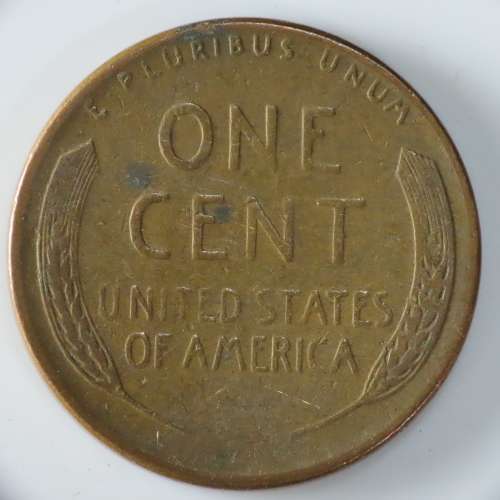 E PLURIBUS UNUM
ONE
CENT
UNITED STATES
OF AMERICA